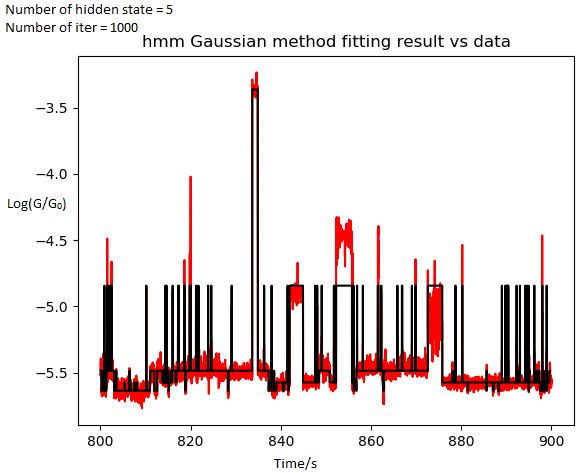 Number of hidden state = 5
Number of iter = 1000
hmm Gaussian method fitting result vs data
−3.5
−4.0
−4.5
Log(G/G₀)
−5.0
−5.5
800 820 840 860 880 900
Time/s